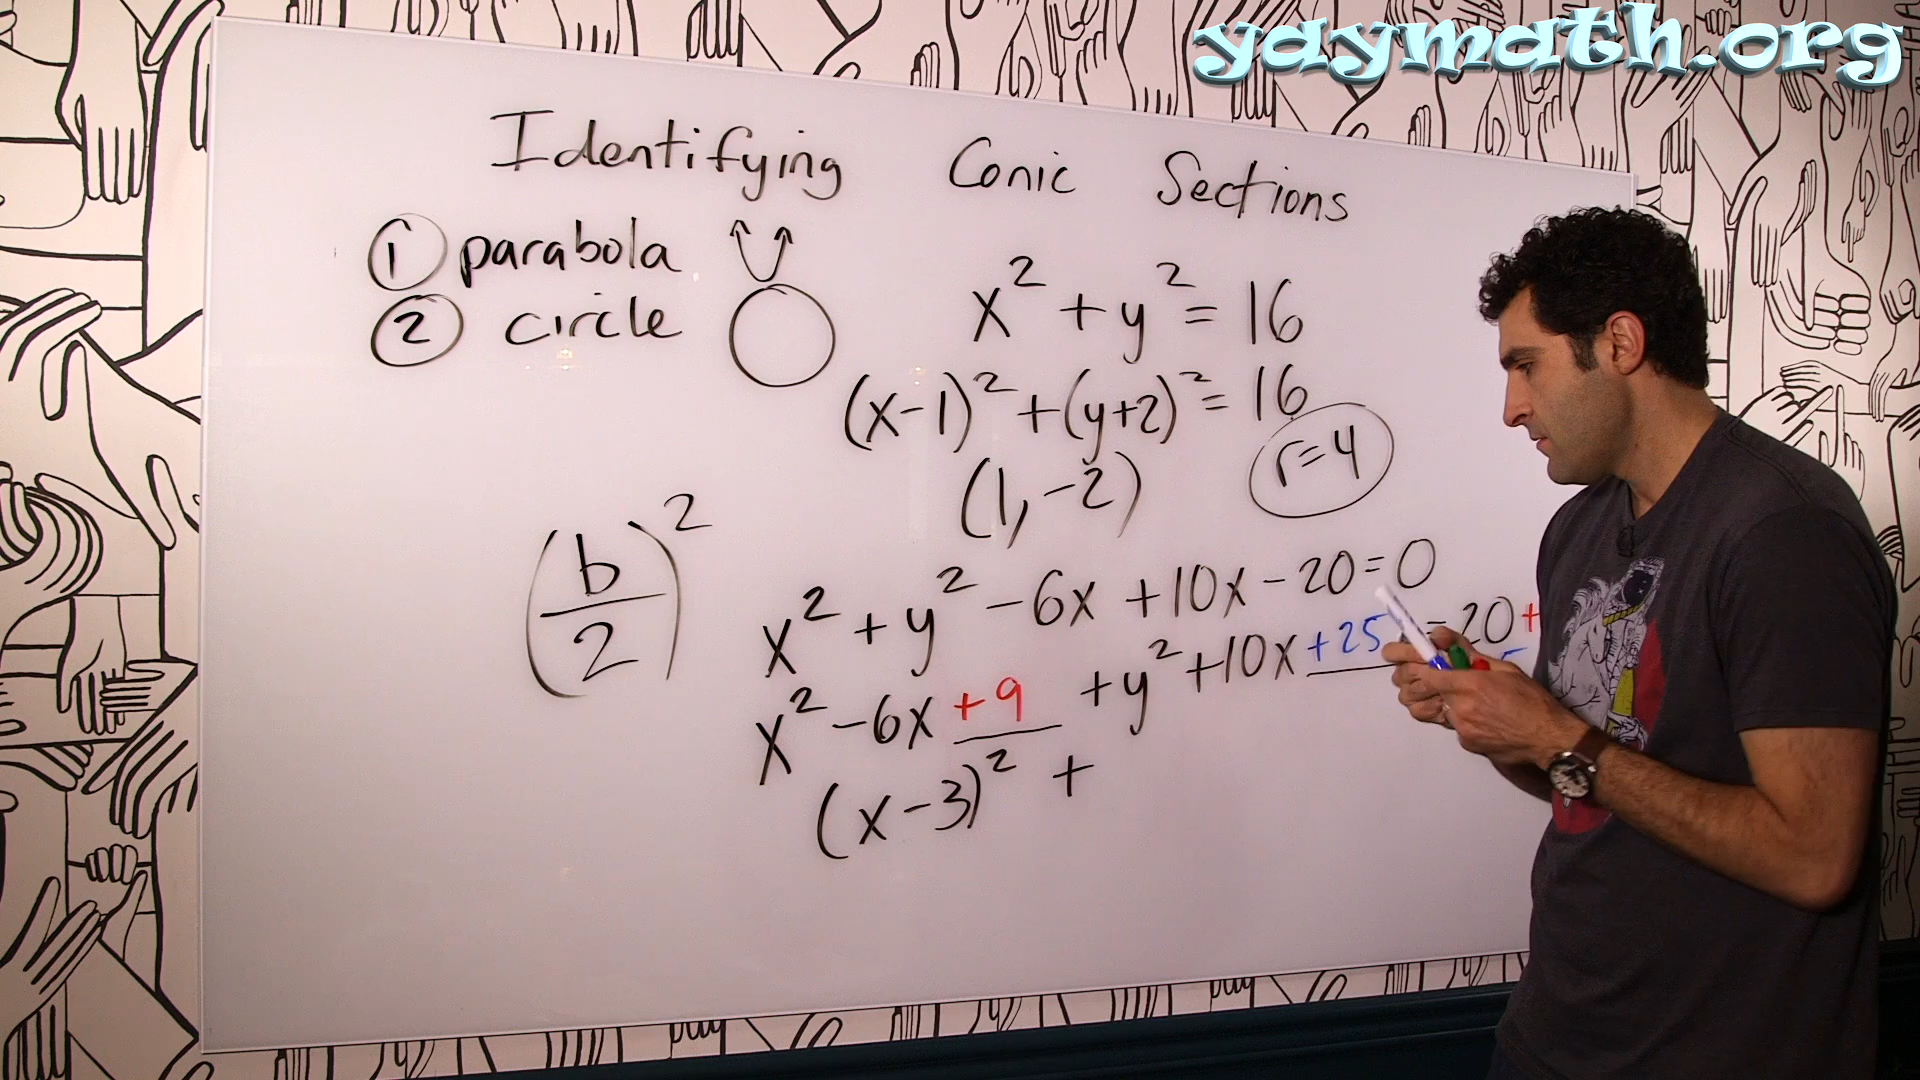 yaymath.org
Identifying Conic Sections
① parabola
② circle
x² + y² = 16
(x-1)² + (y+2)² = 16
(1, -2)
r=4
(b/2)²
x² + y² - 6x + 10x - 20 = 0
x² - 6x + 9 + y² + 10x + 25 = 20 +
(x-3)² +